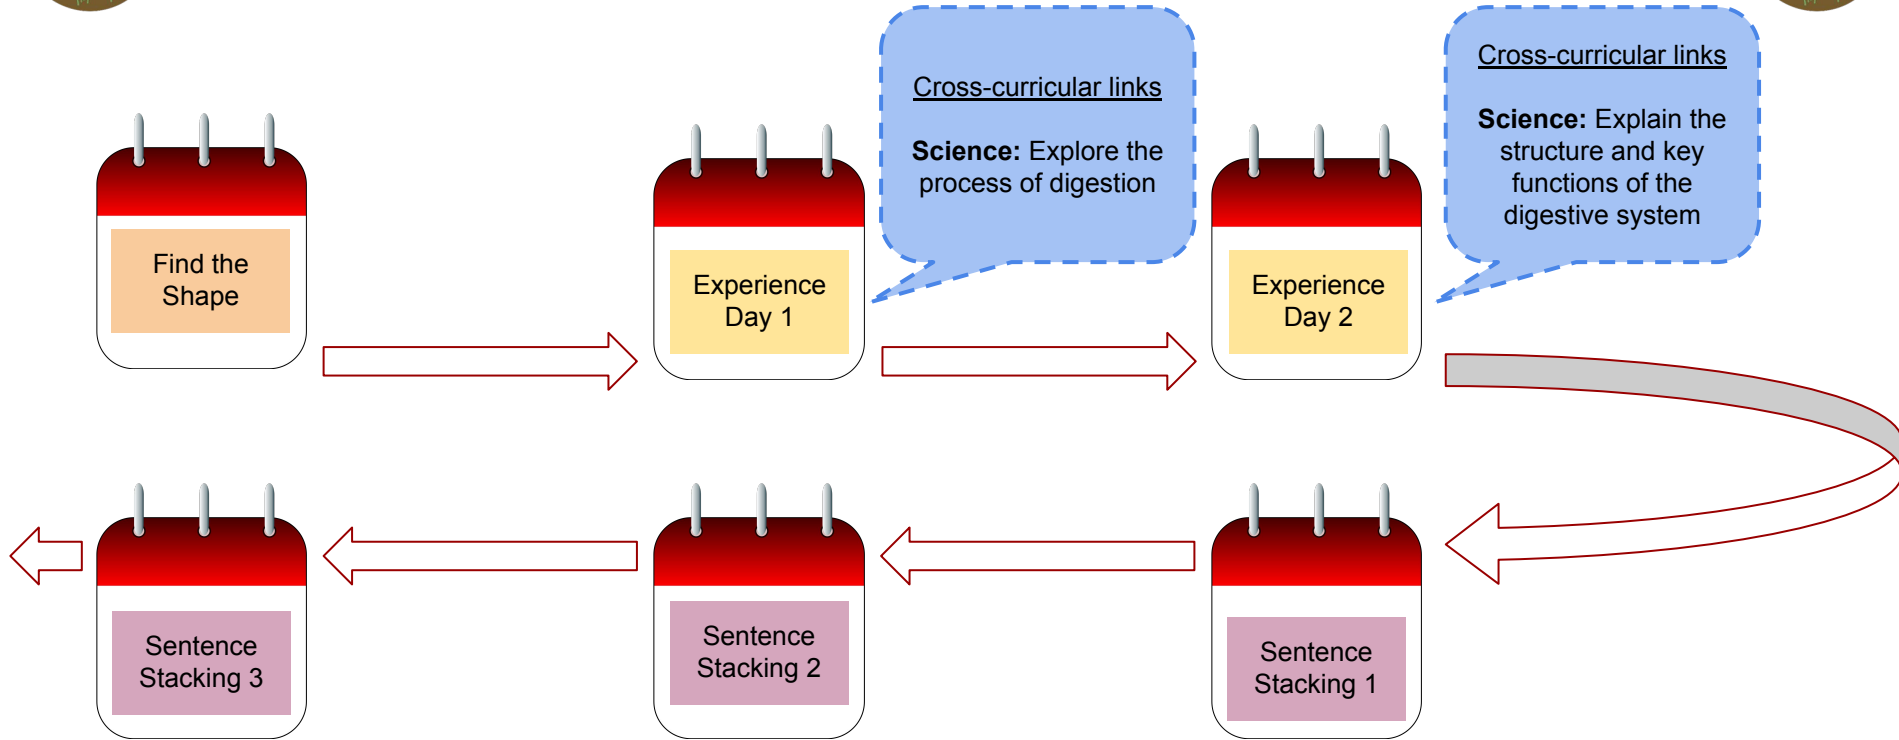 Find the
Shape
Experience
Day 1
Cross-curricular links
Science: Explore the
process of digestion
Experience
Day 2
Cross-curricular links
Science: Explain the
structure and key
functions of the
digestive system
Sentence
Stacking 1
Sentence
Stacking 2
Sentence
Stacking 3